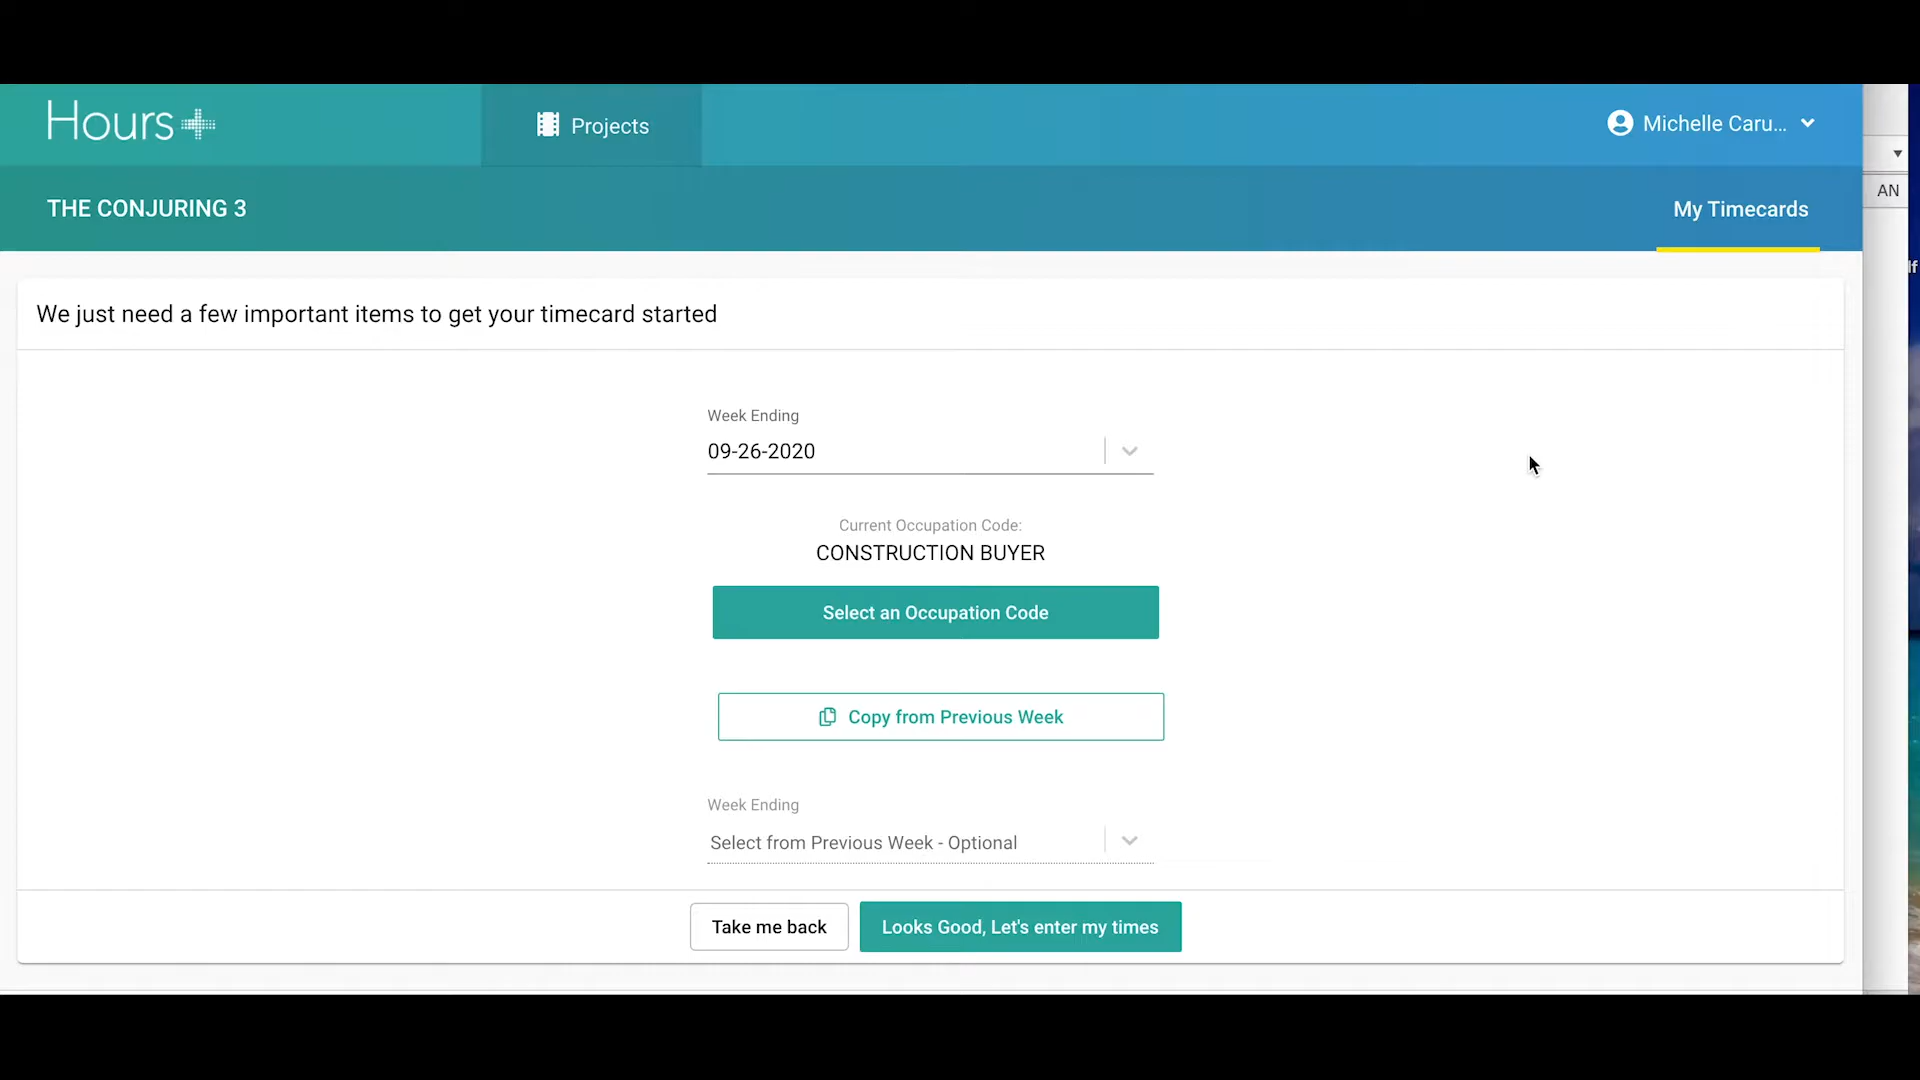 Hours+
Projects
Michelle Caru...
AN
THE CONJURING 3
My Timecards
lf
We just need a few important items to get your timecard started
Week Ending
09-26-2020
Current Occupation Code:
CONSTRUCTION BUYER
Select an Occupation Code
Copy from Previous Week
Week Ending
Select from Previous Week - Optional
Take me back
Looks Good, Let's enter my times